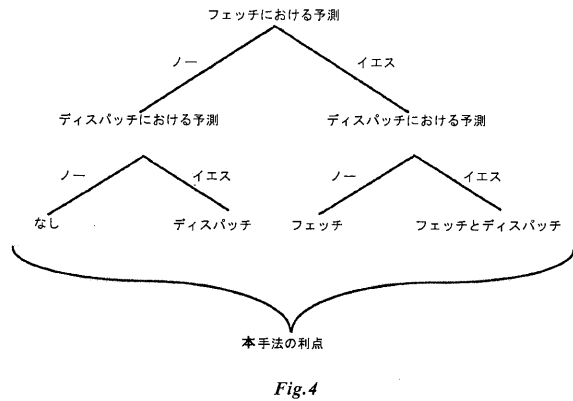 フェッチにおける予測
ノー
イエス
ディスパッチにおける予測
ディスパッチにおける予測
ノー
イエス
ノー
イエス
なし
ディスパッチ
フェッチ
フェッチとディスパッチ
本手法の利点
Fig.4